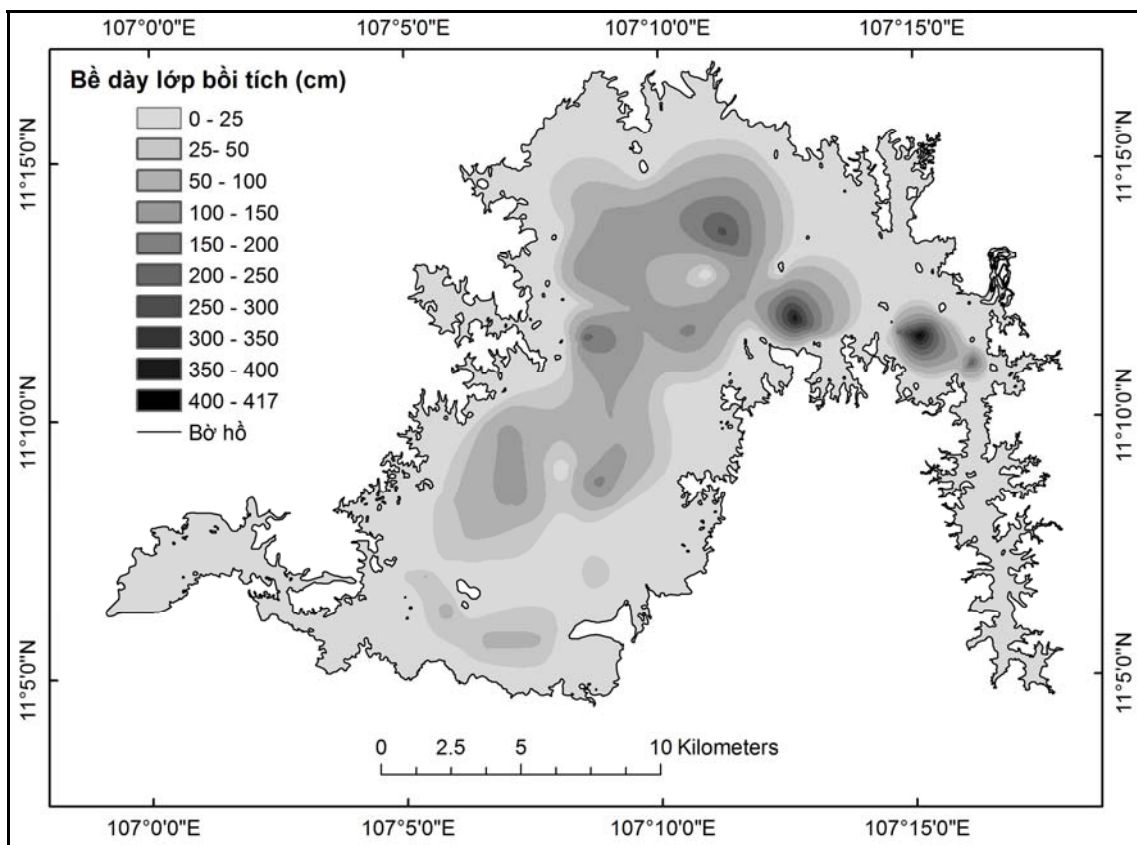 107°0'0"E 107°5'0"E 107°10'0"E 107°15'0"E
Bề dày lớp bồi tích (cm)
0 - 25
25- 50
50 - 100
100 - 150
150 - 200
200 - 250
250 - 300
300 - 350
350 - 400
400 - 417
Bờ hồ
11°15'0"N
11°10'0"N
11°5'0"N
11°15'0"N
11°10'0"N
11°5'0"N
0 2.5 5 10 Kilometers
107°0'0"E 107°5'0"E 107°10'0"E 107°15'0"E